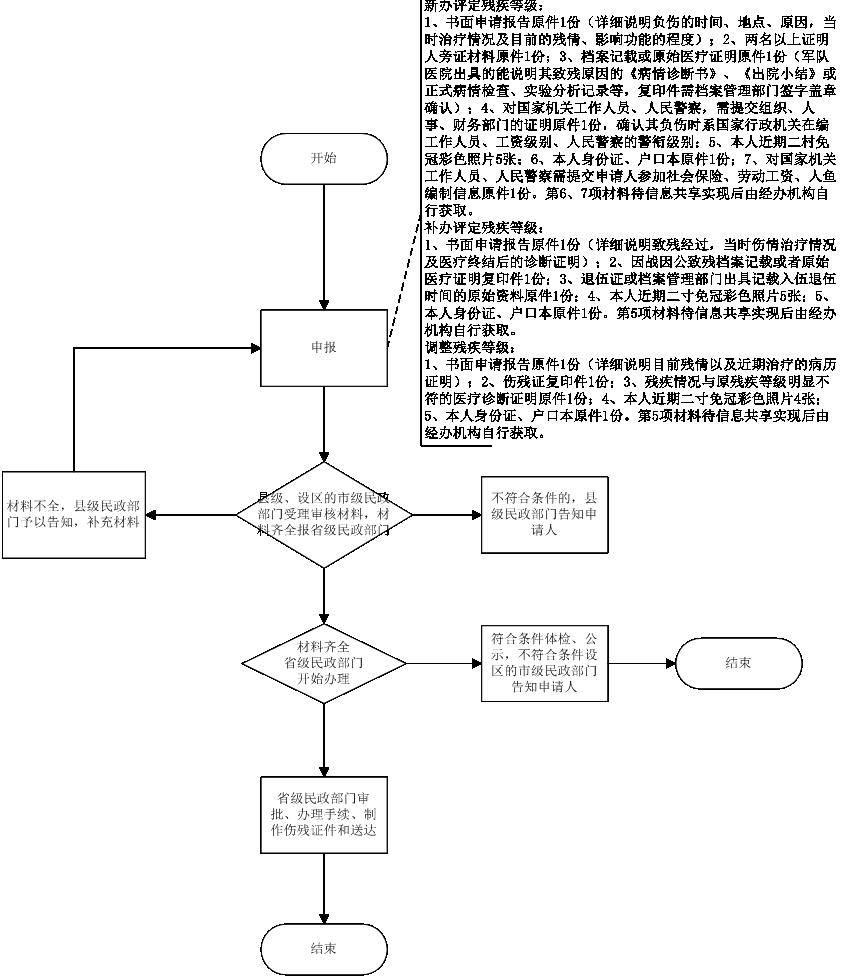 新办评定残疾等级：
1、书面申请报告原件1份（详细说明负伤的时间、地点、原因，当
时治疗情况及目前的残情、影响功能的程度）；2、两名以上证明
人旁证材料原件1份；3、档案记载或原始医疗证明原件1份（军队
医院出具的能说明其致残原因的《病情诊断书》、《出院小结》或
正式病情检查、实验分析记录等，复印件需档案管理部门签字盖章
确认）；4、对国家机关工作人员、人民警察，需提交组织、人
事、财务部门的证明原件1份，确认其负伤时系国家行政机关在编
工作人员、工资级别、人民警察的警衔级别；5、本人近期二村免
冠彩色照片5张；6、本人身份证、户口本原件1份；7、对国家机关
工作人员、人民警察需提交申请人参加社会保险、劳动工资、人鱼
编制信息原件1份。第6、7项材料待信息共享实现后由经办机构自
行获取。
补办评定残疾等级：
1、书面申请报告原件1份（详细说明致残经过，当时伤情治疗情况
及医疗终结后的诊断证明）；2、因战因公致残档案记载或者原始
医疗证明复印件1份；3、退伍证或档案管理部门出具记载入伍退伍
时间的原始资料原件1份；4、本人近期二寸免冠彩色照片5张；5、
本人身份证、户口本原件1份。第5项材料待信息共享实现后由经办
机构自行获取。
调整残疾等级：
1、书面申请报告原件1份（详细说明目前残情以及近期治疗的病历
证明）；2、伤残证复印件1份；3、残疾情况与原残疾等级明显不
符的医疗诊断证明原件1份；4、本人近期二寸免冠彩色照片4张；
5、本人身份证、户口本原件1份。第5项材料待信息共享实现后由
经办机构自行获取。
开始
申报
县级、设区的市级民政
部门受理审核材料，材
料齐全报省级民政部门
材料不全，县级民政部
门予以告知，补充材料
不符合条件的，县
级民政部门告知申
请人
材料齐全
省级民政部门
开始办理
符合条件体检、公
示，不符合条件设
区的市级民政部门
告知申请人
结束
省级民政部门审
批、办理手续、制
作伤残证件和送达
结束